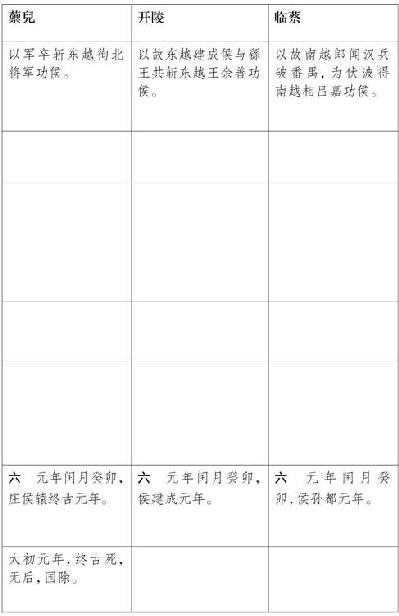 蘩兒 开陵 临蔡
以军卒斩东越徇北
将军功侯。
以故东越建成侯与繇
王共斩东越王余善功
侯。
以故南越郎闻汉兵
破番禺,为伏波得
南越相吕嘉功侯。
六 元年闰月癸卯,
庄侯辕终古元年。
六 元年闰月癸卯,
侯建成元年。
六 元年闰月癸
卯,侯孙都元年。
太初元年,终古死,
无后,国除。